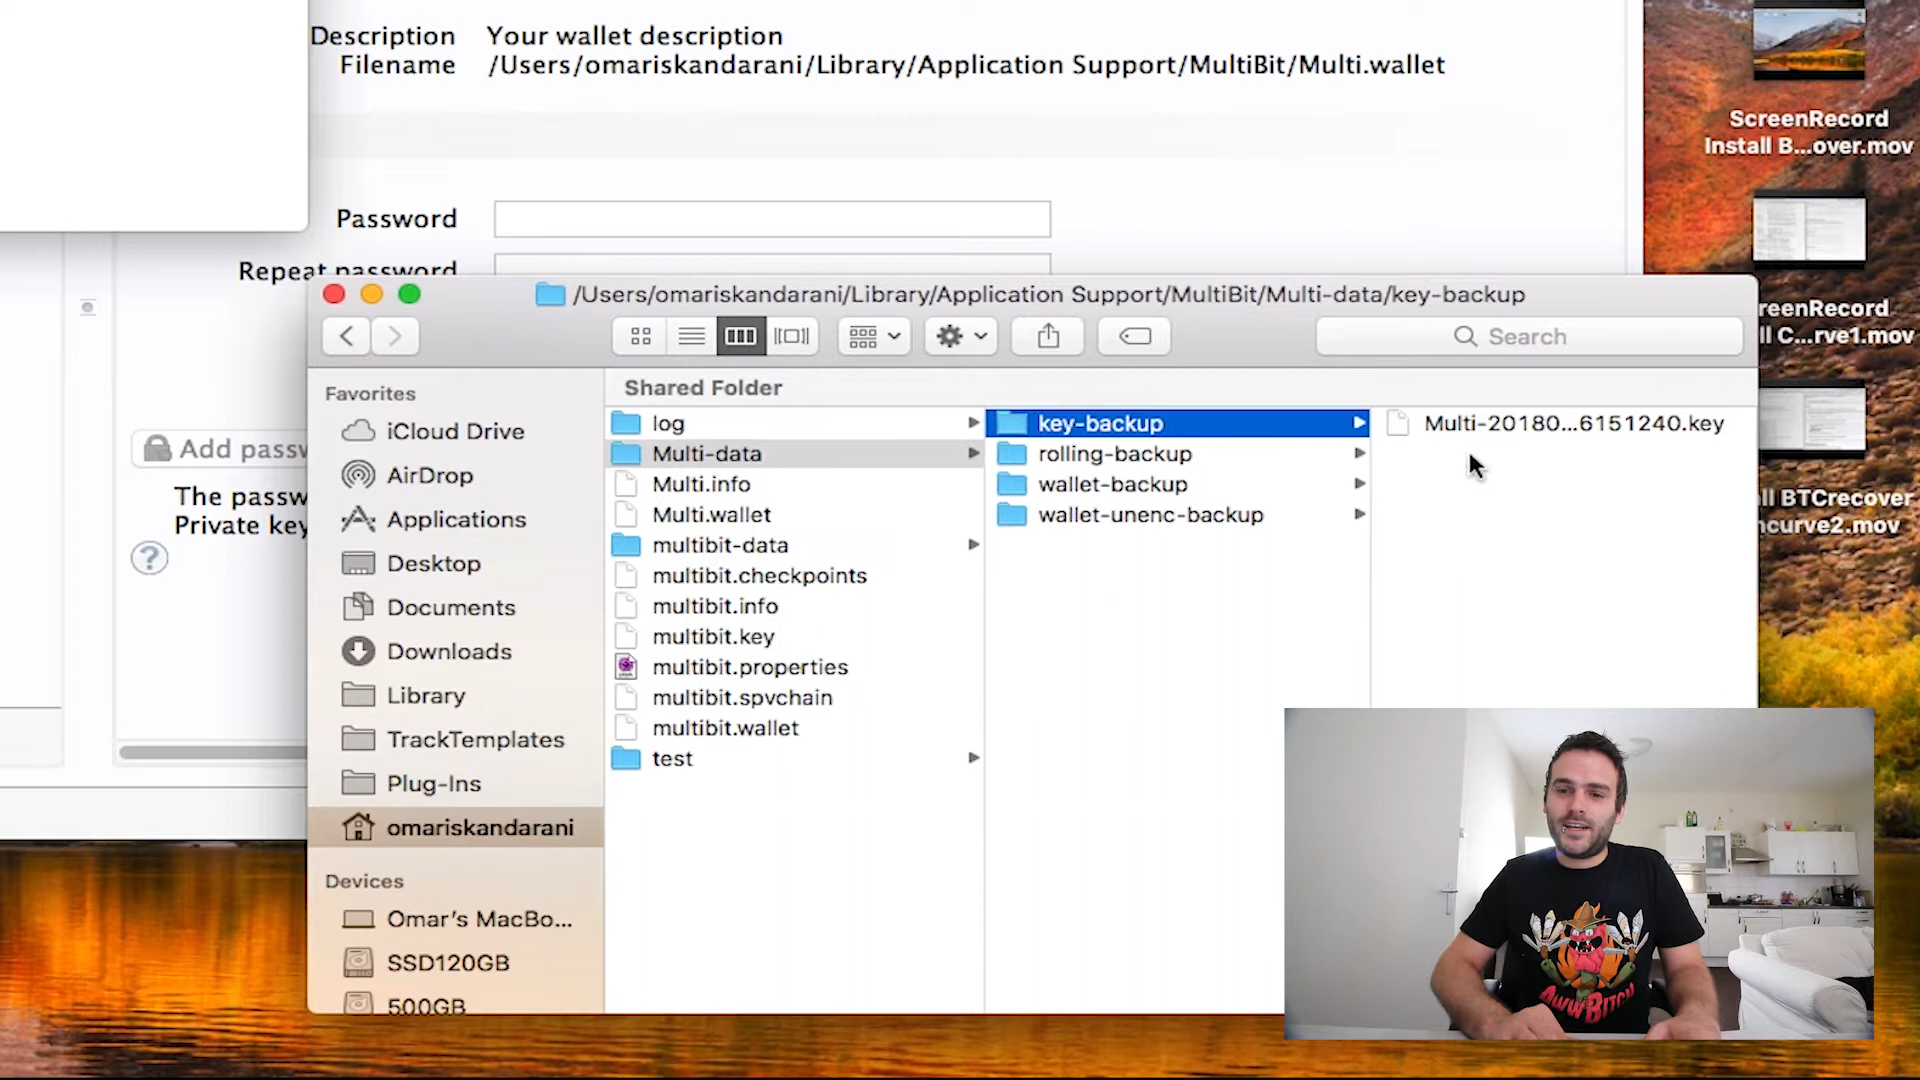 Description Your wallet description
Filename /Users/omariskandarani/Library/Application Support/MultiBit/Multi.wallet
Password
Repeat password
Add passw
The passw
Private key
?
/Users/omariskandarani/Library/Application Support/MultiBit/Multi-data/key-backup
Search
Favorites
iCloud Drive
AirDrop
Applications
Desktop
Documents
Downloads
Library
TrackTemplates
Plug-Ins
omariskandarani
Devices
Omar's MacBo...
SSD120GB
500GB
Shared Folder
log
Multi-data
Multi.info
Multi.wallet
multibit-data
multibit.checkpoints
multibit.info
multibit.key
multibit.properties
multibit.spvchain
multibit.wallet
test
key-backup
rolling-backup
wallet-backup
wallet-unenc-backup
Multi-20180...6151240.key
ScreenRecord
Install B...over.mov
reenRecord
ll C...rve1.mov
ll BTCrecover
ncurve2.mov
AWWBITCH